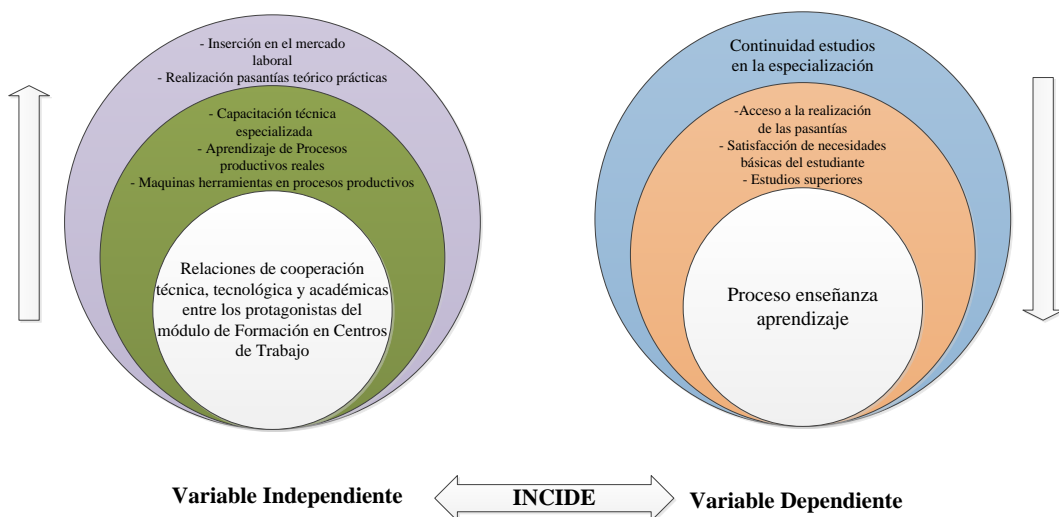 - Inserción en el mercado
laboral
- Realización pasantías teórico prácticas
- Capacitación técnica
especializada
- Aprendizaje de Procesos
productivos reales
- Maquinas herramientas en procesos productivos
Relaciones de cooperación
técnica, tecnológica y académicas
entre los protagonistas del
módulo de Formación en Centros
de Trabajo
Continuidad estudios
en la especialización
-Acceso a la realización
de las pasantías
- Satisfacción de necesidades
básicas del estudiante
- Estudios superiores
Proceso enseñanza
aprendizaje
Variable Independiente
INCIDE
Variable Dependiente